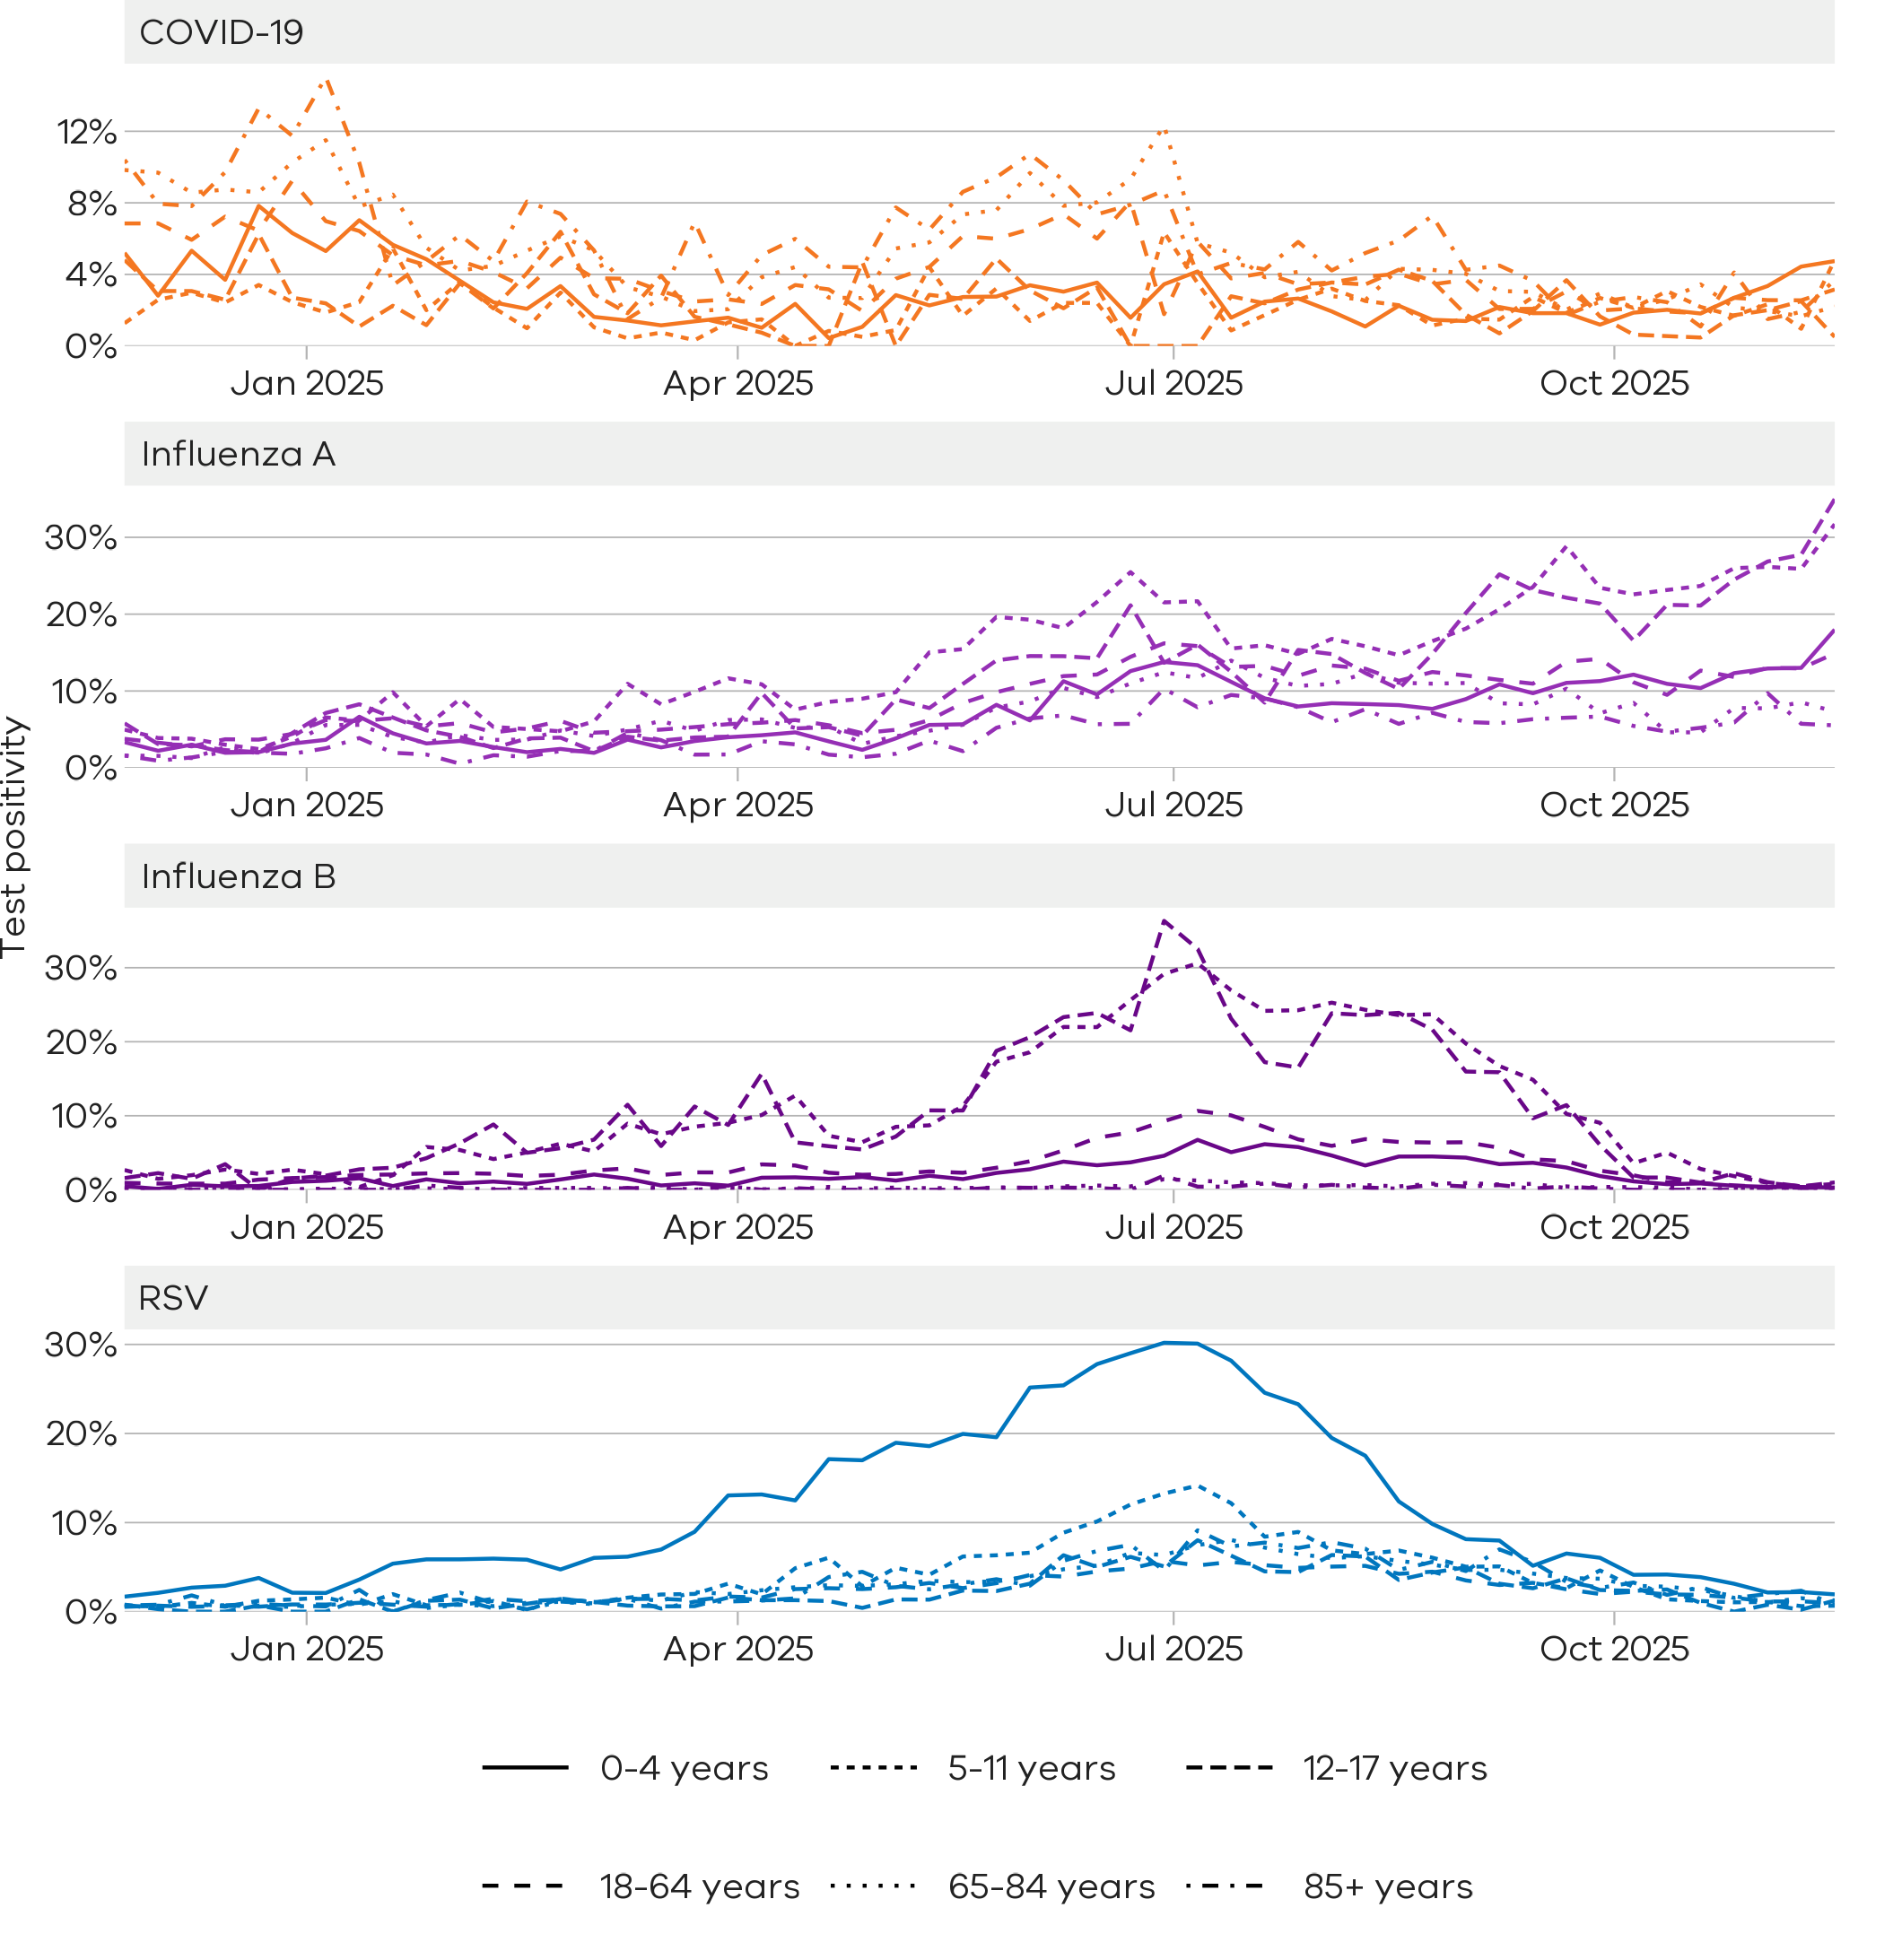 COVID-19
12%
8%
4%
0%
Jan 2025 Apr 2025 Jul 2025 Oct 2025
Influenza A
30%
20%
10%
0%
Jan 2025 Apr 2025 Jul 2025 Oct 2025
Test positivity
Influenza B
30%
20%
10%
0%
Jan 2025 Apr 2025 Jul 2025 Oct 2025
RSV
30%
20%
10%
0%
Jan 2025 Apr 2025 Jul 2025 Oct 2025
0-4 years 5-11 years 12-17 years
18-64 years 65-84 years 85+ years